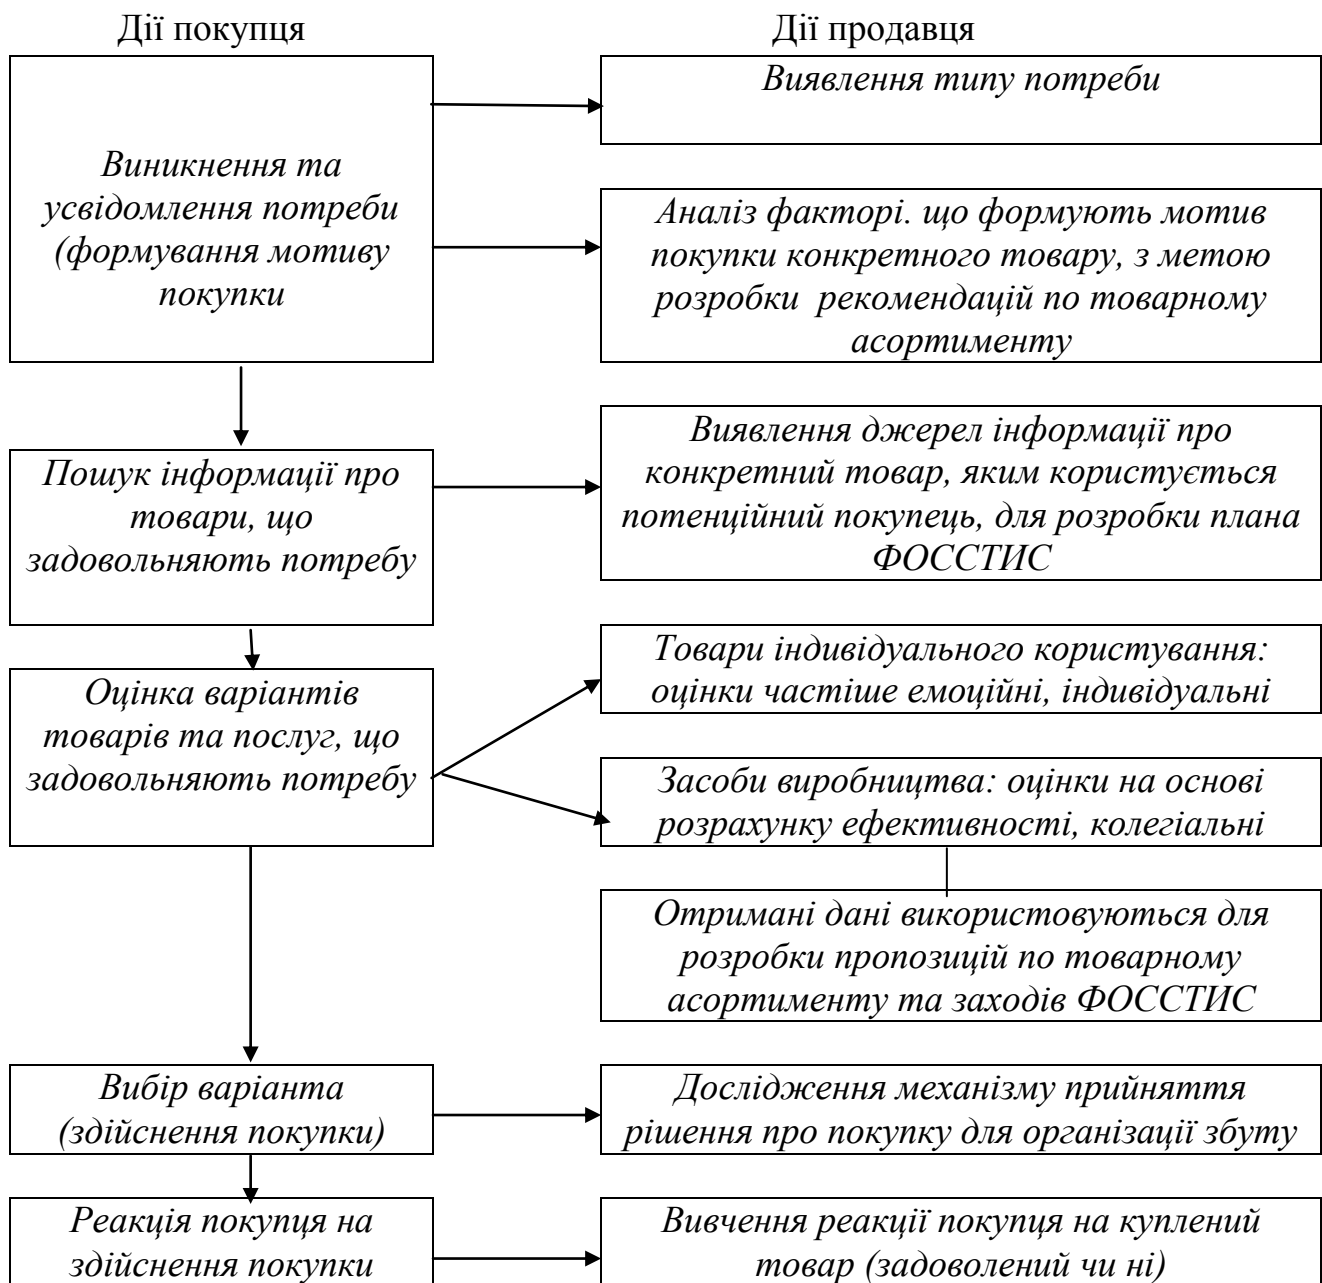 Дії покупця
Дії продавця
Виникнення та
усвідомлення потреби
(формування мотиву
покупки
Виявлення типу потреби
Аналіз факторі. що формують мотив
покупки конкретного товару, з метою
розробки рекомендацій по товарному
асортименту
Пошук інформації про
товари, що
задовольняють потребу
Виявлення джерел інформації про
конкретний товар, яким користується
потенційний покупець, для розробки плана
ФОССТИС
Оцінка варіантів
товарів та послуг, що
задовольняють потребу
Товари індивідуального користування:
оцінки частіше емоційні, індивідуальні
Засоби виробництва: оцінки на основі
розрахунку ефективності, колегіальні
Отримані дані використовуються для
розробки пропозицій по товарному
асортименту та заходів ФОССТИС
Вибір варіанта
(здійснення покупки)
Дослідження механізму прийняття
рішення про покупку для організації збуту
Реакція покупця на
здійснення покупки
Вивчення реакції покупця на куплений
товар (задоволений чи ні)